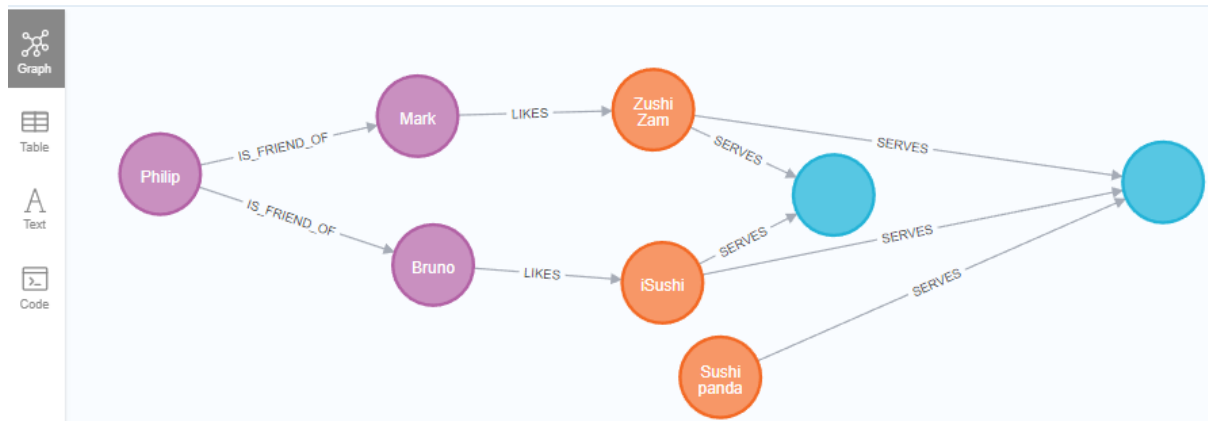 Graph
Table
A
Text
Code
Philip
IS_FRIEND_OF
IS_FRIEND_OF
Mark
Bruno
LIKES
LIKES
Zushi
Zam
iSushi
Sushi
panda
SERVES
SERVES
SERVES
SERVES
SERVES